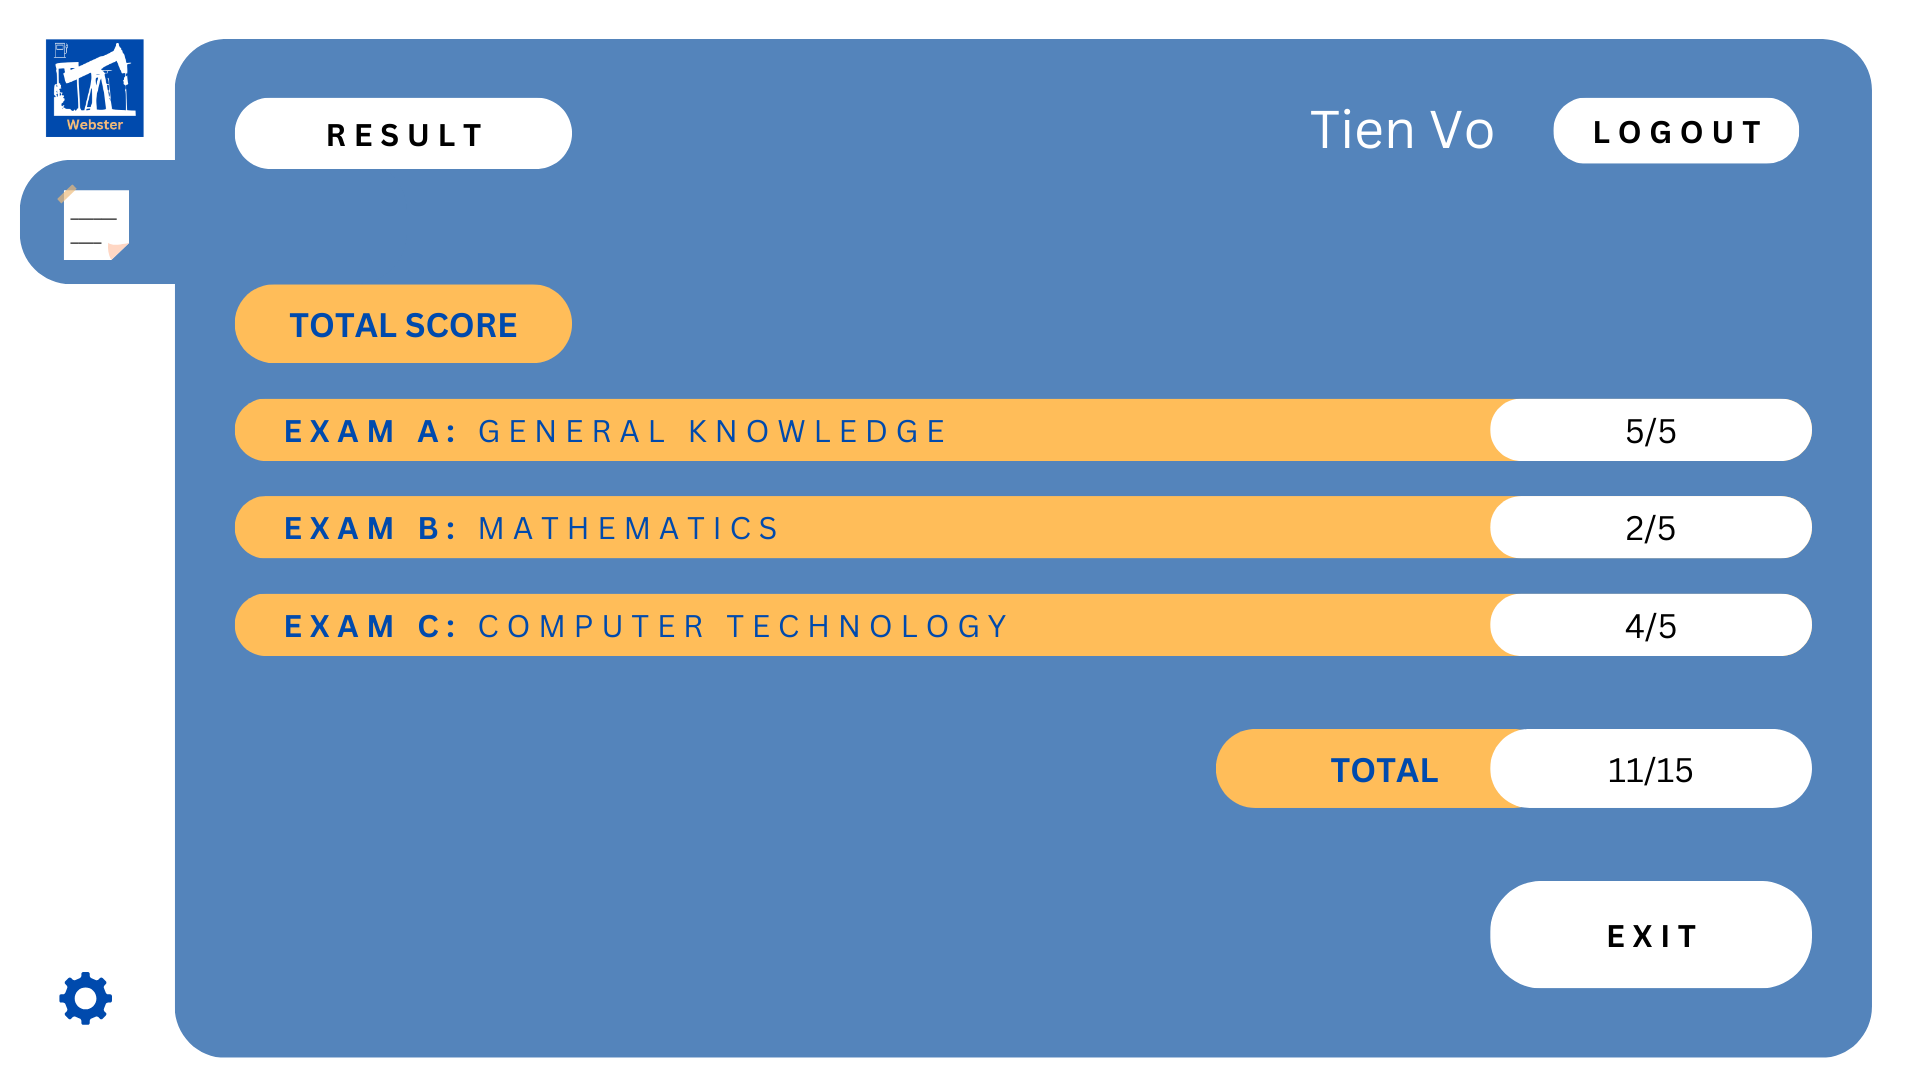 Webster
RESULT
Tien Vo
LOGOUT
TOTAL SCORE
EXAM A: GENERAL KNOWLEDGE
5/5
EXAM B: MATHEMATICS
2/5
EXAM C: COMPUTER TECHNOLOGY
4/5
TOTAL
11/15
EXIT